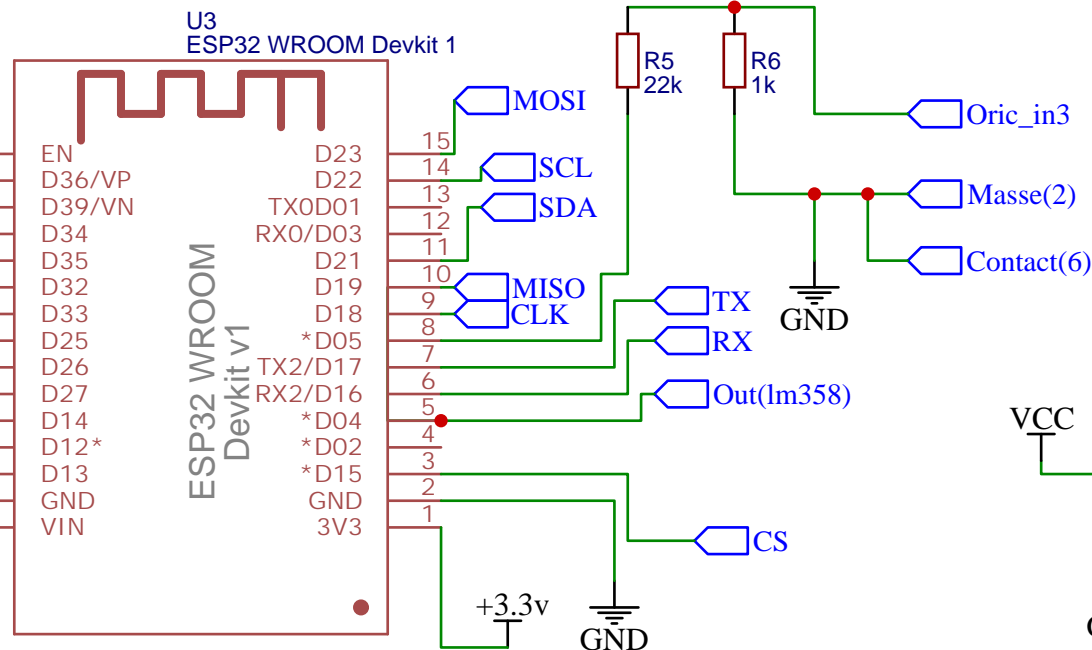 U3
ESP32 WROOM Devkit 1
R5
22k
R6
1k
MOSI
Oric_in3
15
EN
D23
SCL
14
D36/VP
D22
13
Masse(2)
D39/VN
TX0D01
SDA
12
D34
RX0/D03
11
D35
D21
Contact(6)
10
D32
D19
MISO
9
D33
D18
CLK
TX
GND
8
D25
*D05
RX
7
D26
TX2/D17
6
D27
RX2/D16
Out(lm358)
5
D14
*D04
VCC
4
D12*
*D02
3
D13
*D15
2
GND
GND
1
VIN
3V3
CS
ESP32 WROOM
Devkit v1
+3.3v
GND